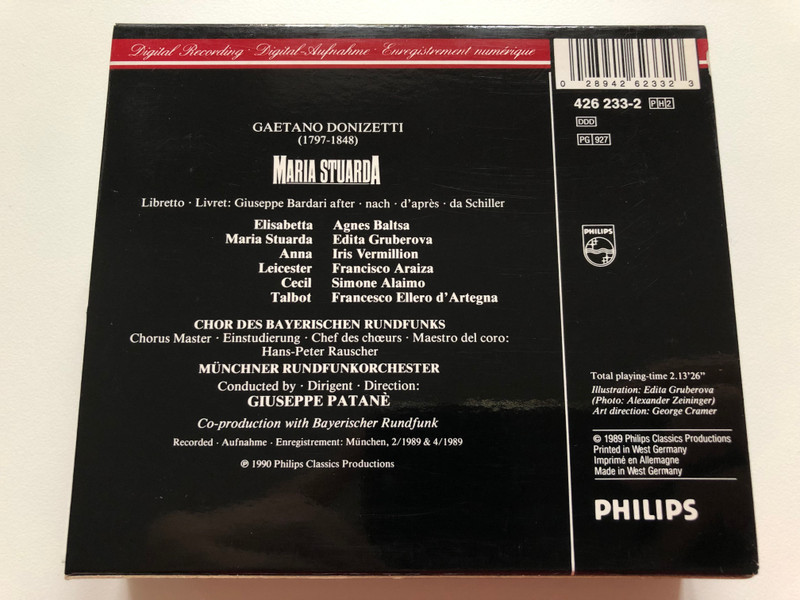 Digital Recording · Digital-Aufnahme · Enregistrement numérique
0 28942 62332 3
426 233-2 PH2
DDD
PG 927
GAETANO DONIZETTI
(1797-1848)
MARIA STUARDA
Libretto · Livret: Giuseppe Bardari after · nach · d'après · da Schiller
Elisabetta Agnes Baltsa
Maria Stuarda Edita Gruberova
Anna Iris Vermillion
Leicester Francisco Araiza
Cecil Simone Alaimo
Talbot Francesco Ellero d'Artegna
CHOR DES BAYERISCHEN RUNDFUNKS
Chorus Master · Einstudierung · Chef des chœurs · Maestro del coro:
Hans-Peter Rauscher
MÜNCHNER RUNDFUNKORCHESTER
Conducted by · Dirigent · Direction:
GIUSEPPE PATANÈ
Co-production with Bayerischer Rundfunk
Recorded · Aufnahme · Enregistrement: München, 2/1989 & 4/1989
℗ 1990 Philips Classics Productions
PHILIPS
Total playing-time 2.13'26"
Illustration: Edita Gruberova
(Photo: Alexander Zeininger)
Art direction: George Cramer
© 1989 Philips Classics Productions
Printed in West Germany
Imprimé en Allemagne
Made in West Germany
PHILIPS